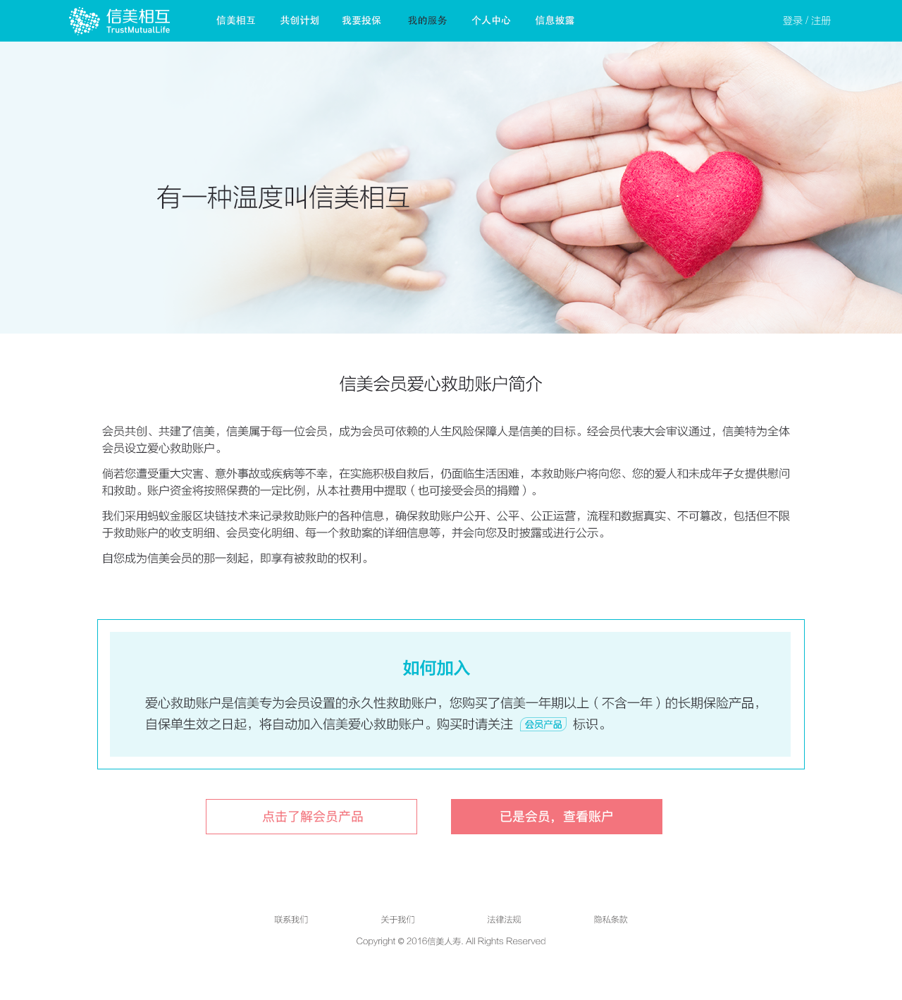 信美相互
TrustMutualLife
信美相互 共创计划 我要投保 我的服务 个人中心 信息披露
登录 / 注册
有一种温度叫信美相互
信美会员爱心救助账户简介
会员共创、共建了信美，信美属于每一位会员，成为会员可依赖的人生风险保障人是信美的目标。经会员代表大会审议通过，信美特为全体
会员设立爱心救助账户。
倘若您遭受重大灾害、意外事故或疾病等不幸，在实施积极自救后，仍面临生活困难，本救助账户将向您、您的爱人和未成年子女提供慰问
和救助。账户资金将按照保费的一定比例，从本社费用中提取（也可接受会员的捐赠）。
我们采用蚂蚁金服区块链技术来记录救助账户的各种信息，确保救助账户公开、公平、公正运营，流程和数据真实、不可篡改，包括但不限
于救助账户的收支明细、会员变化明细、每一个救助案的详细信息等，并会向您及时披露或进行公示。
自您成为信美会员的那一刻起，即享有被救助的权利。
如何加入
爱心救助账户是信美专为会员设置的永久性救助账户，您购买了信美一年期以上（不含一年）的长期保险产品，
自保单生效之日起，将自动加入信美爱心救助账户。购买时请关注 会员产品 标识。
点击了解会员产品 已是会员，查看账户
联系我们 关于我们 法律法规 隐私条款
Copyright © 2016信美人寿. All Rights Reserved